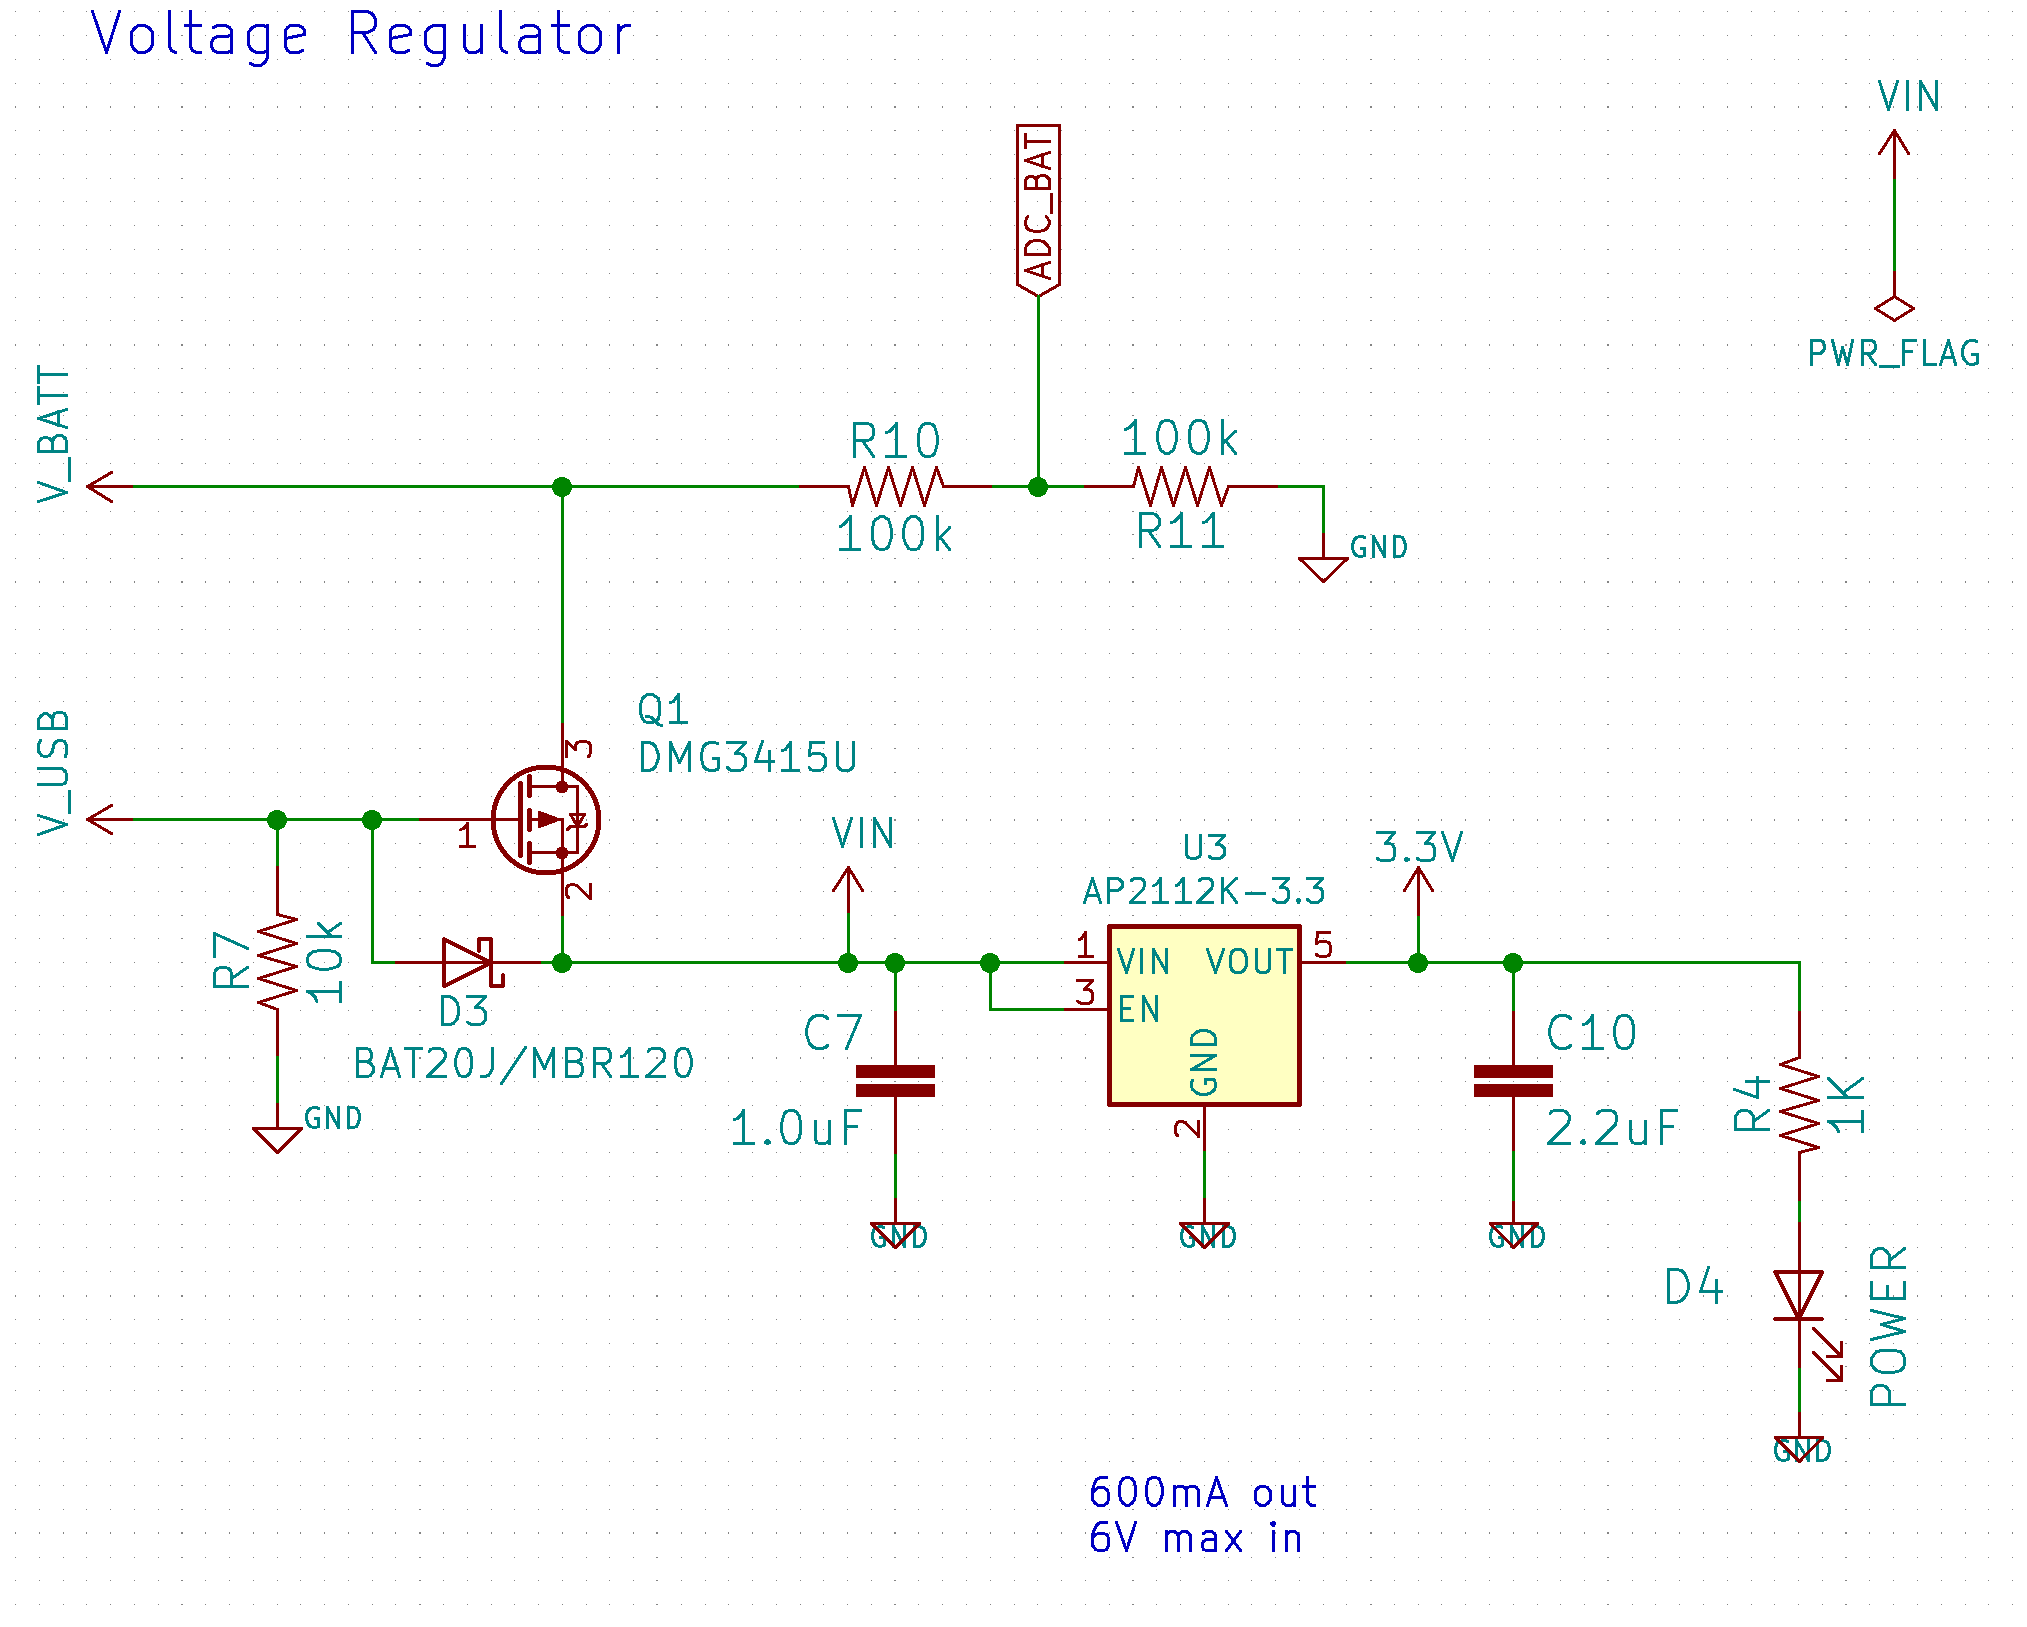 Voltage Regulator
VIN
PWR_FLAG
ADC_BAT
V_BATT
R10
100k
100k
R11
GND
V_USB
Q1
DMG3415U
3
1
2
R7
10k
GND
D3
BAT20J/MBR120
VIN
C7
1.0uF
GND
U3
AP2112K-3.3
1
VIN
VOUT
5
3
EN
GND
2
GND
3.3V
C10
2.2uF
GND
R4
1K
D4
POWER
GND
600mA out
6V max in